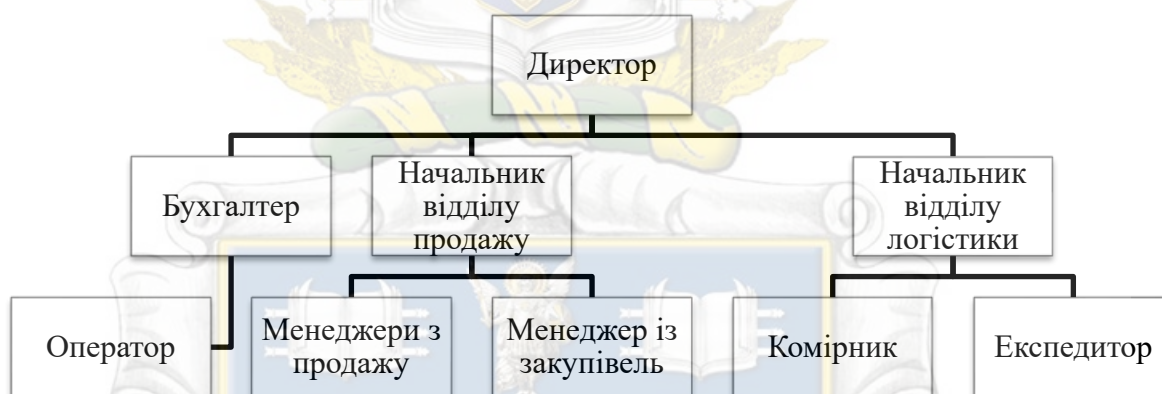 Директор
Бухгалтер
Начальник
відділу
продажу
Начальник
відділу
логістики
Оператор
Менеджери з
продажу
Менеджер із
закупівель
Комірник
Експедитор